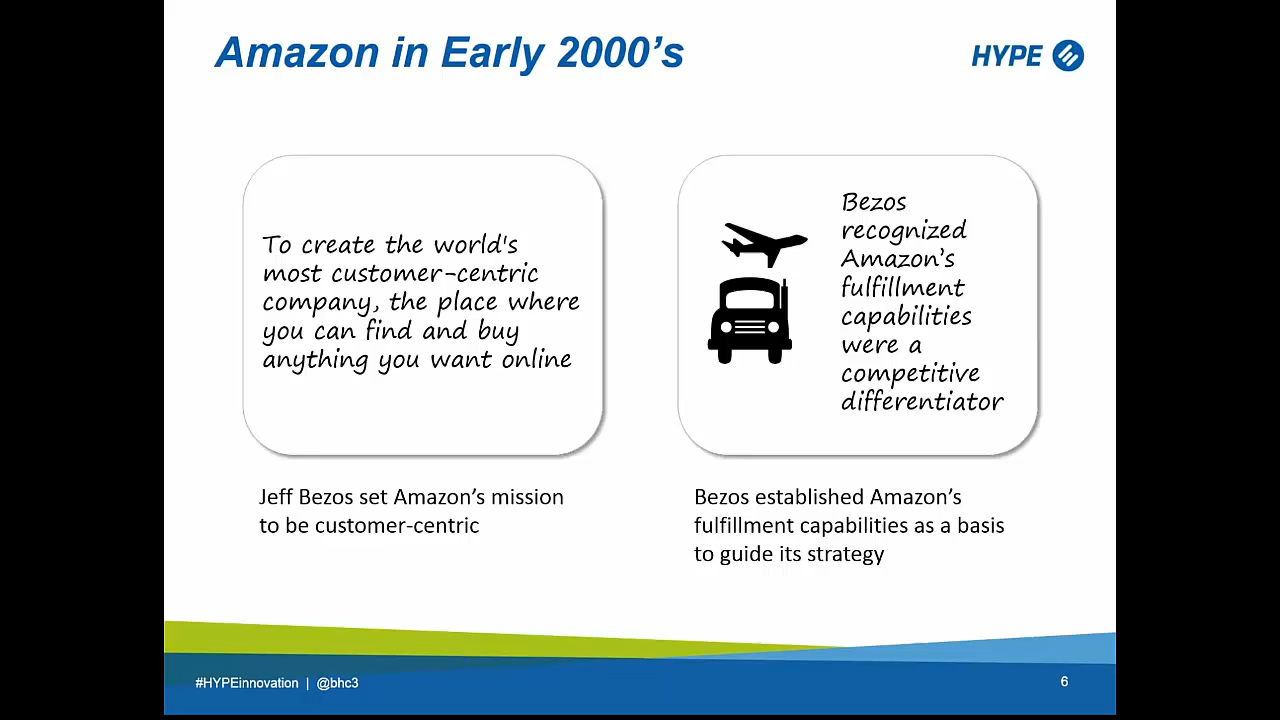 Amazon in Early 2000’s
HYPE
To create the world's
most customer-centric
company, the place where
you can find and buy
anything you want online
Bezos
recognized
Amazon’s
fulfillment
capabilities
were a
competitive
differentiator
Jeff Bezos set Amazon’s mission
to be customer-centric
Bezos established Amazon’s
fulfillment capabilities as a basis
to guide its strategy
#HYPEinnovation | @bhc3
6